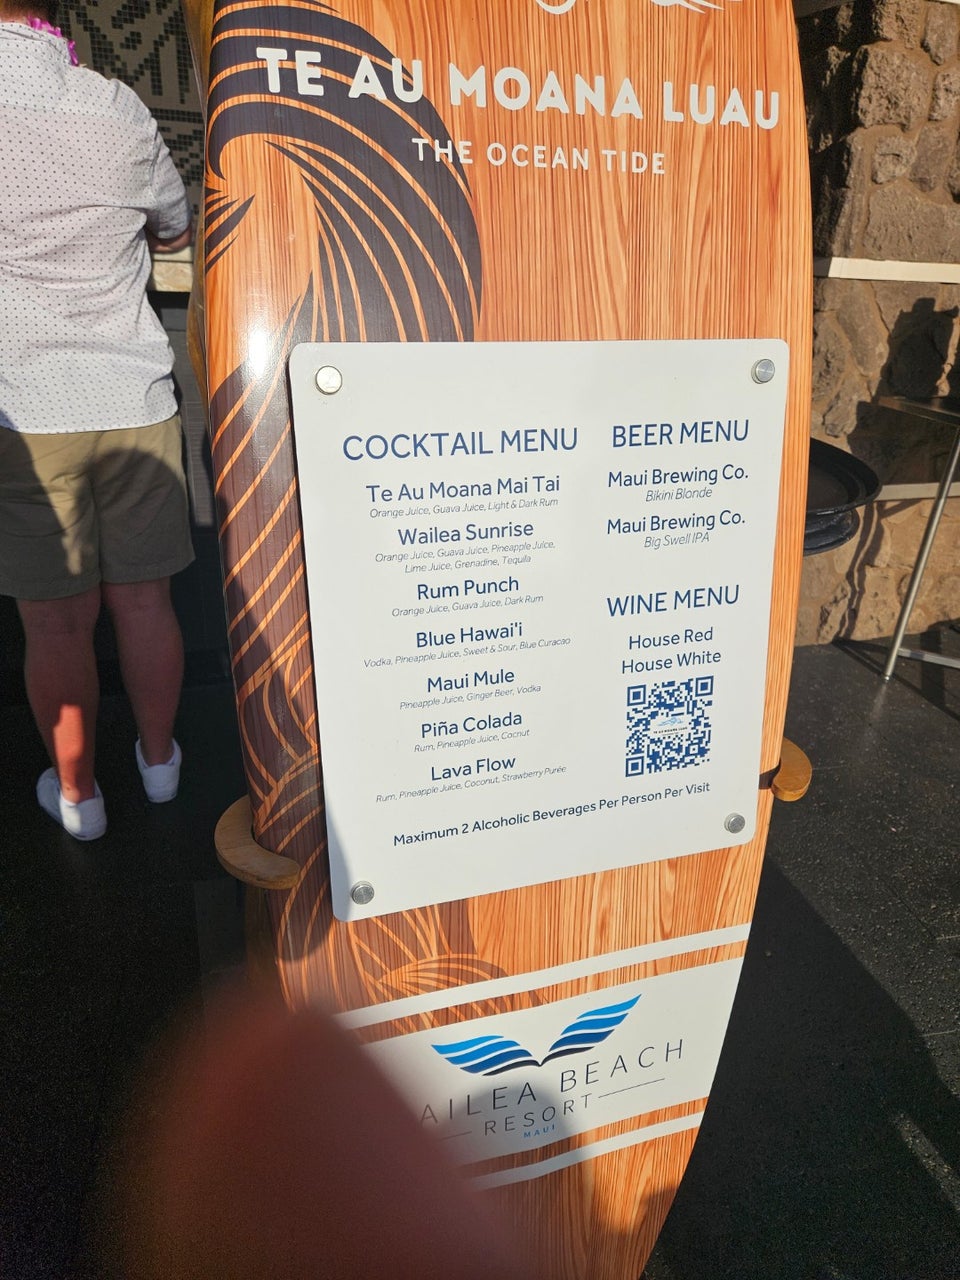 TE AU MOANA LUAU
THE OCEAN TIDE
COCKTAIL MENU
Te Au Moana Mai Tai
Orange Juice, Guava Juice, Light & Dark Rum
Wailea Sunrise
Orange Juice, Guava Juice, Pineapple Juice,
Lime Juice, Grenadine, Tequila
Rum Punch
Orange Juice, Guava Juice, Dark Rum
Blue Hawai'i
Vodka, Pineapple Juice, Sweet & Sour, Blue Curacao
Maui Mule
Pineapple Juice, Ginger Beer, Vodka
Piña Colada
Rum, Pineapple Juice, Cocnut
Lava Flow
Rum, Pineapple Juice, Coconut, Strawberry Purée
BEER MENU
Maui Brewing Co.
Bikini Blonde
Maui Brewing Co.
Big Swell IPA
WINE MENU
House Red
House White
TE AU MOANA LUAU
Maximum 2 Alcoholic Beverages Per Person Per Visit
AILEA BEACH
RESORT
MAUI